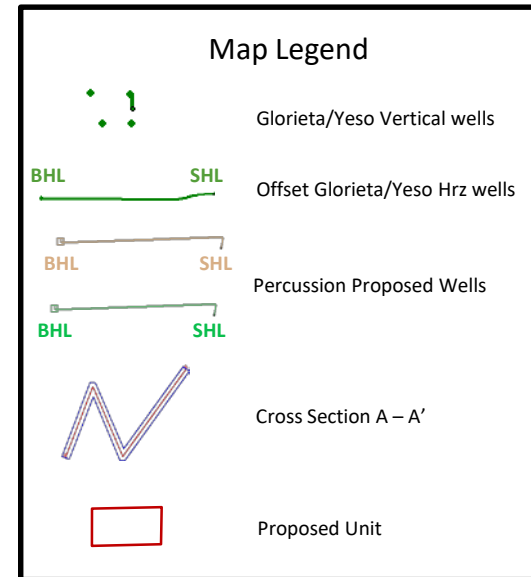 Map Legend
Glorieta/Yeso Vertical wells
BHL SHL
Offset Glorieta/Yeso Hrz wells
BHL SHL
Percussion Proposed Wells
BHL SHL
Cross Section A – A’
Proposed Unit